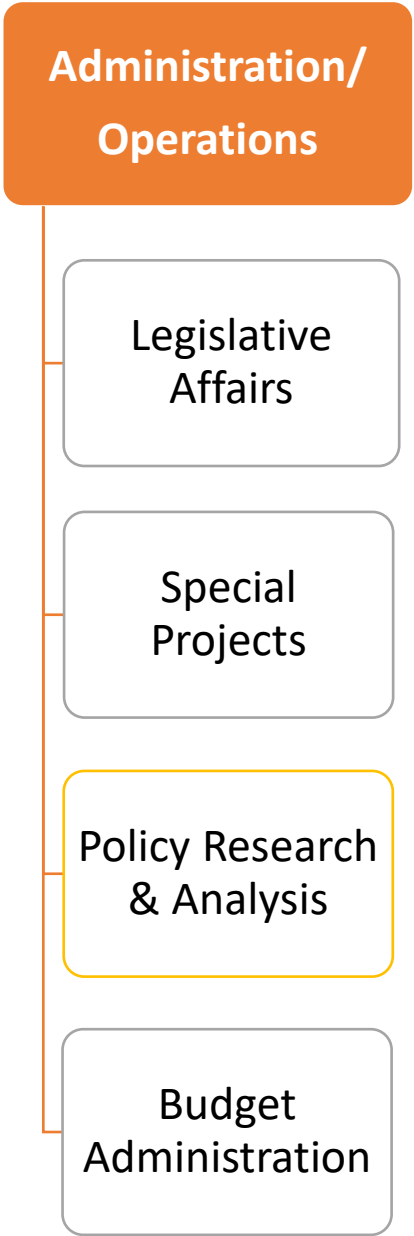 Administration/
Operations
Legislative
Affairs
Special
Projects
Policy Research
& Analysis
Budget
Administration